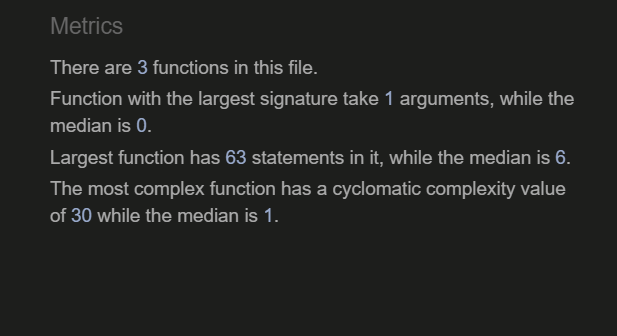 Metrics
There are 3 functions in this file.
Function with the largest signature take 1 arguments, while the
median is 0.
Largest function has 63 statements in it, while the median is 6.
The most complex function has a cyclomatic complexity value
of 30 while the median is 1.